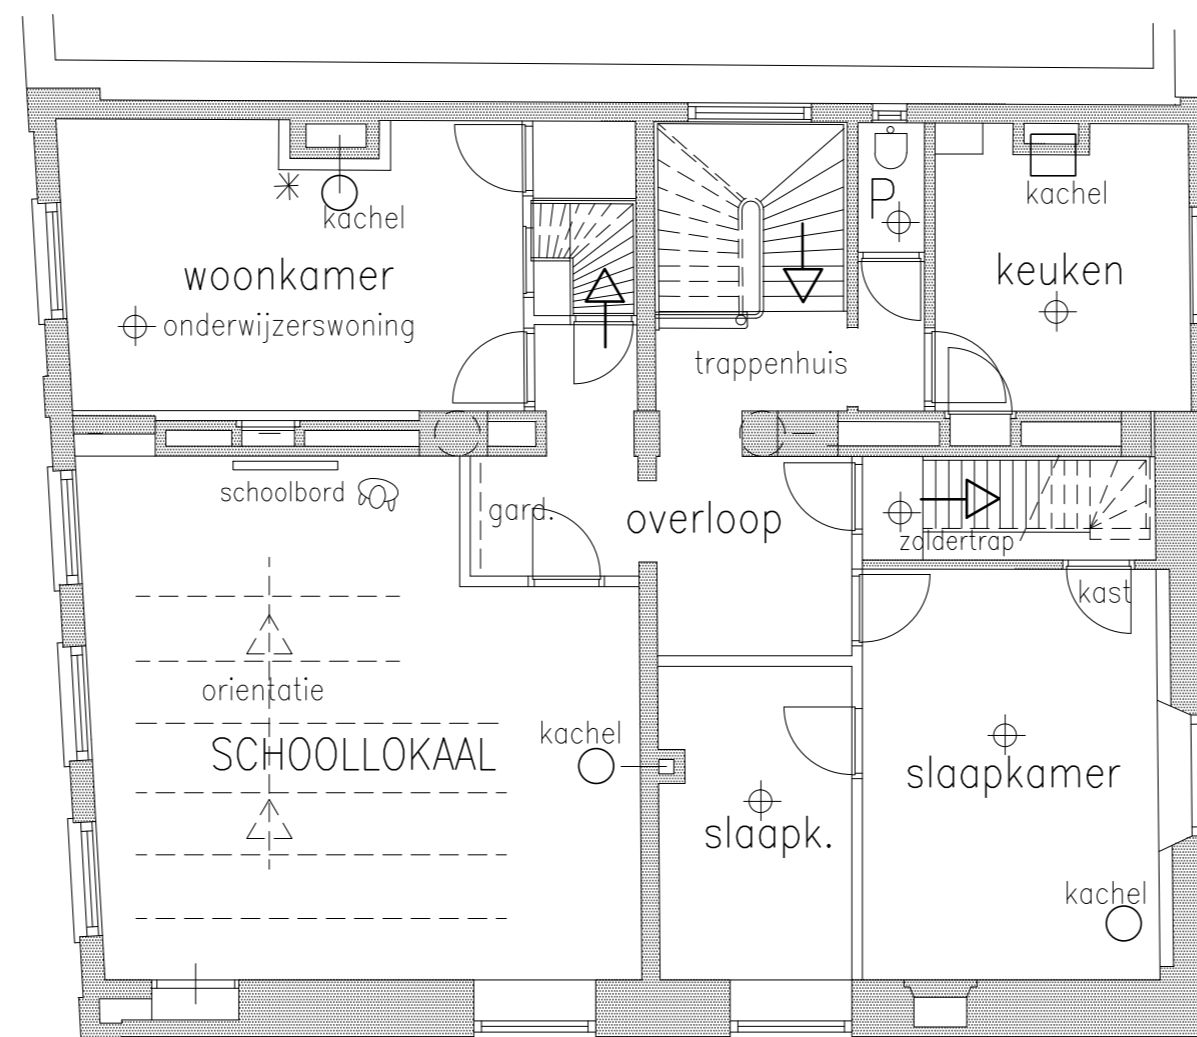 kachel
P
kachel
woonkamer
keuken
onderwijzerswoning
trappenhuis
schoolbord
gard.
overloop
zoldertrap
kast
orientatie
SCHOOLLOKAAL
kachel
slaapkamer
slaapk.
kachel